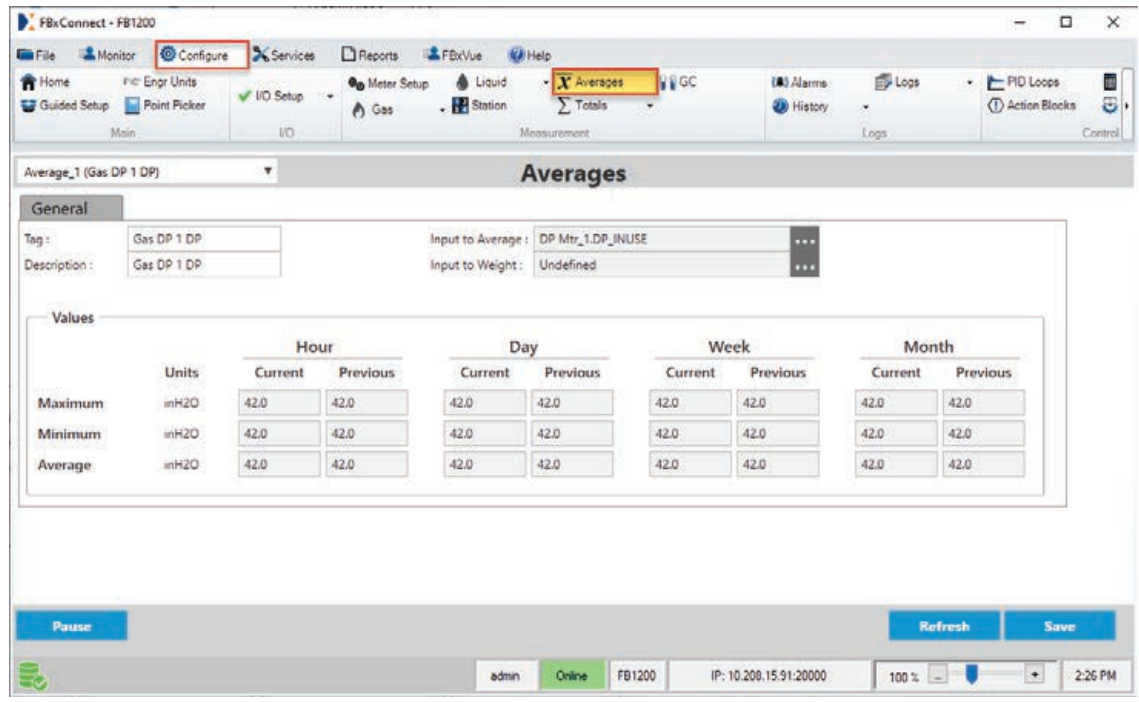 FBxConnect - FB1200
File Monitor Configure Services Reports FBxVue Help
Home Engr Units I/O Setup Meter Setup Liquid Averages GC Alarms Logs PID Loops
Guided Setup Point Picker Gas Station Totals History Action Blocks
Main I/O Measurement Logs Control
Average_1 (Gas DP 1 DP) Averages
General
Tag : Gas DP 1 DP Input to Average : DP Mtr_1.DP_INUSE ...
Description : Gas DP 1 DP Input to Weight : Undefined ...
Values
Hour Day Week Month
Units Current Previous Current Previous Current Previous Current Previous
Maximum inH2O 42.0 42.0 42.0 42.0 42.0 42.0 42.0 42.0
Minimum inH2O 42.0 42.0 42.0 42.0 42.0 42.0 42.0 42.0
Average inH2O 42.0 42.0 42.0 42.0 42.0 42.0 42.0 42.0
Pause Refresh Save
admin Online FB1200 IP: 10.208.15.91:20000 100 % - + 2:26 PM